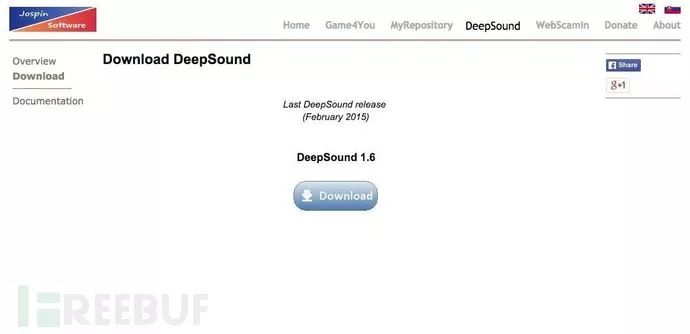 Jospin
Software
Home Game4You MyRepository DeepSound WebScamin Donate About
Overview
Download
Documentation
Download DeepSound
Last DeepSound release
(February 2015)
DeepSound 1.6
Download
Share
g+1
FREEBUF